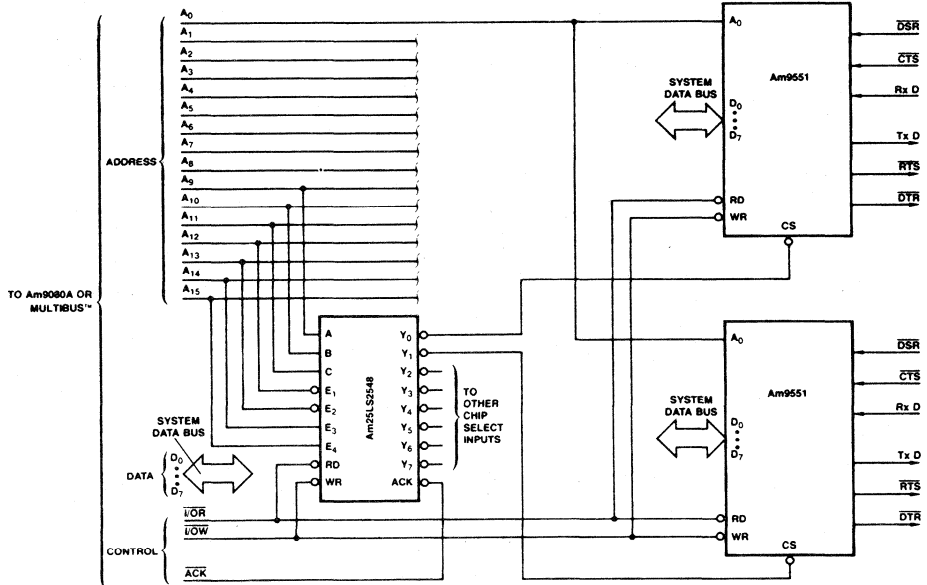 TO Am9080A OR
MULTIBUS™
ADDRESS
A0
A1
A2
A3
A4
A5
A6
A7
A8
A9
A10
A11
A12
A13
A14
A15
SYSTEM
DATA BUS
DATA
D0
D7
CONTROL
I/OR
I/OW
ACK
A
B
C
E1
E2
E3
E4
RD
WR
Am25LS2548
Y0
Y1
Y2
Y3
Y4
Y5
Y6
Y7
ACK
TO
OTHER
CHIP
SELECT
INPUTS
A0
Am9551
SYSTEM
DATA BUS
D0
D7
RD
WR
CS
DSR
CTS
Rx D
Tx D
RTS
DTR
A0
Am9551
SYSTEM
DATA BUS
D0
D7
RD
WR
CS
DSR
CTS
Rx D
Tx D
RTS
DTR